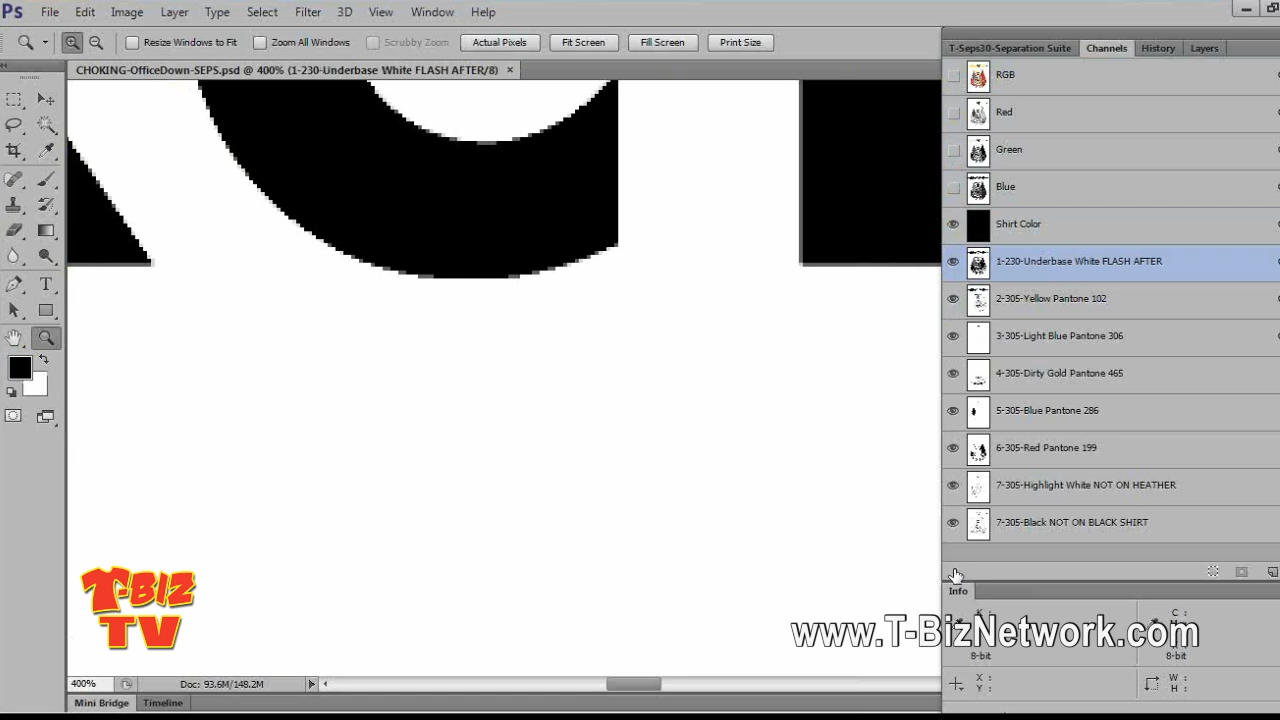 Ps File Edit Image Layer Type Select Filter 3D View Window Help
Resize Windows to Fit Zoom All Windows Scrubby Zoom Actual Pixels Fit Screen Fill Screen Print Size
CHOKING-OfficeDown-SEPS.psd @ 400% (1-230-Underbase White FLASH AFTER/8) ×
T-Seps30-Separation Suite Channels History Layers
RGB
Red
Green
Blue
Shirt Color
1-230-Underbase White FLASH AFTER
2-305-Yellow Pantone 102
3-305-Light Blue Pantone 306
4-305-Dirty Gold Pantone 465
5-305-Blue Pantone 286
6-305-Red Pantone 199
7-305-Highlight White NOT ON HEATHER
7-305-Black NOT ON BLACK SHIRT
Info
K : C :
8-bit 8-bit
X : W :
Y : H :
T-BIZ
TV
www.T-BizNetwork.com
400% Doc: 93.6M/148.2M
Mini Bridge Timeline